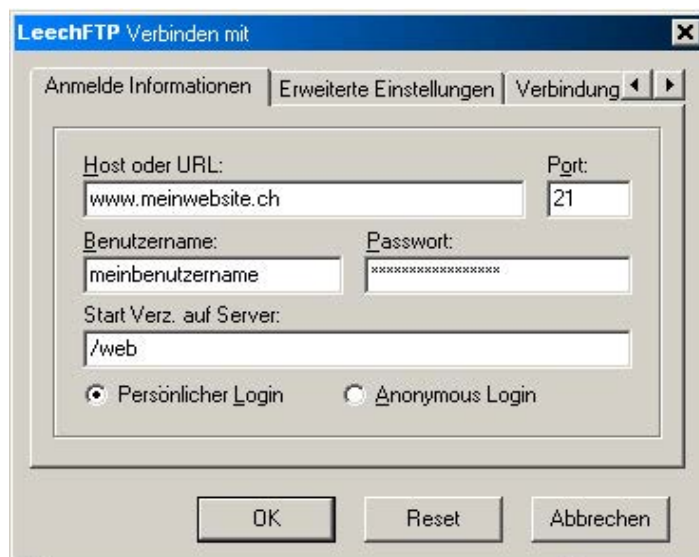 LeechFTP Verbinden mit
Anmelde Informationen Erweiterte Einstellungen Verbindung
Host oder URL: Port:
www.meinwebsite.ch 21
Benutzername: Passwort:
meinbenutzername *****************
Start Verz. auf Server:
/web
Persönlicher Login Anonymous Login
OK Reset Abbrechen